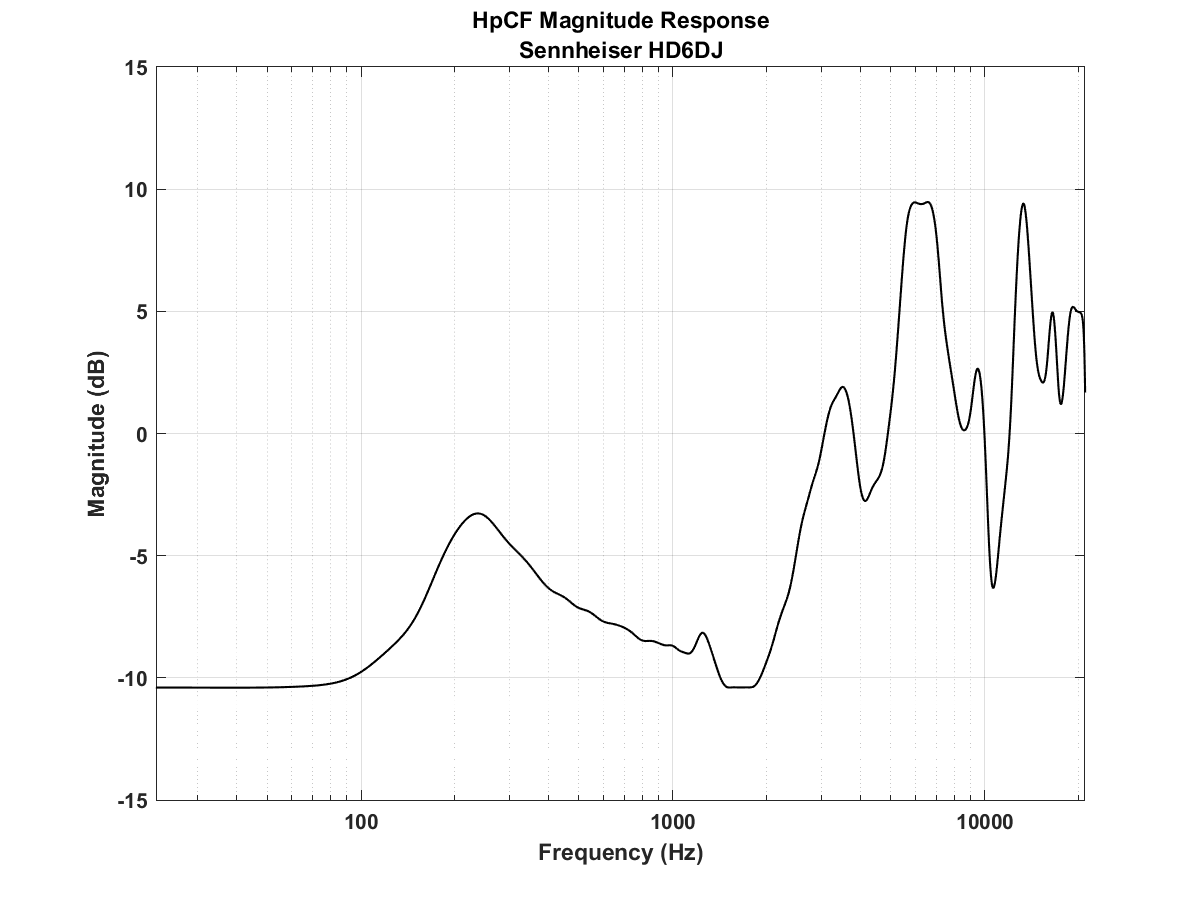 HpCF Magnitude Response
Sennheiser HD6DJ
15
10
5
0
-5
-10
-15
Magnitude (dB)
100
1000
10000
Frequency (Hz)